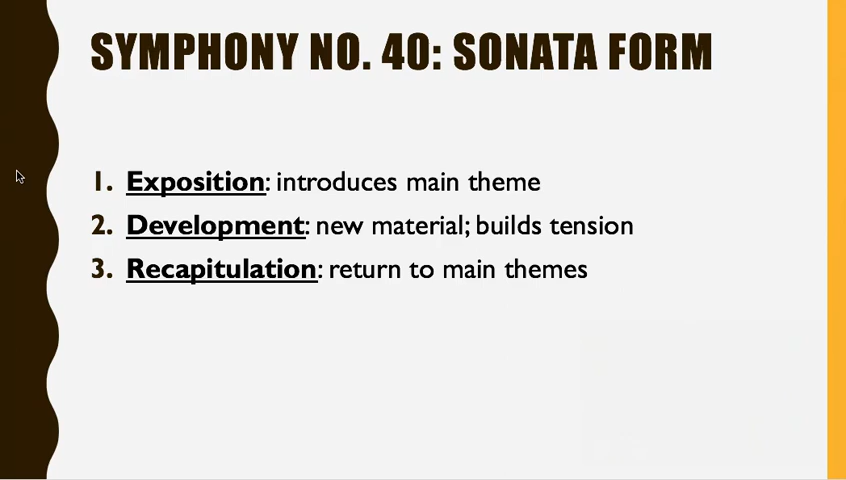 SYMPHONY NO. 40: SONATA FORM
1. Exposition: introduces main theme
2. Development: new material; builds tension
3. Recapitulation: return to main themes